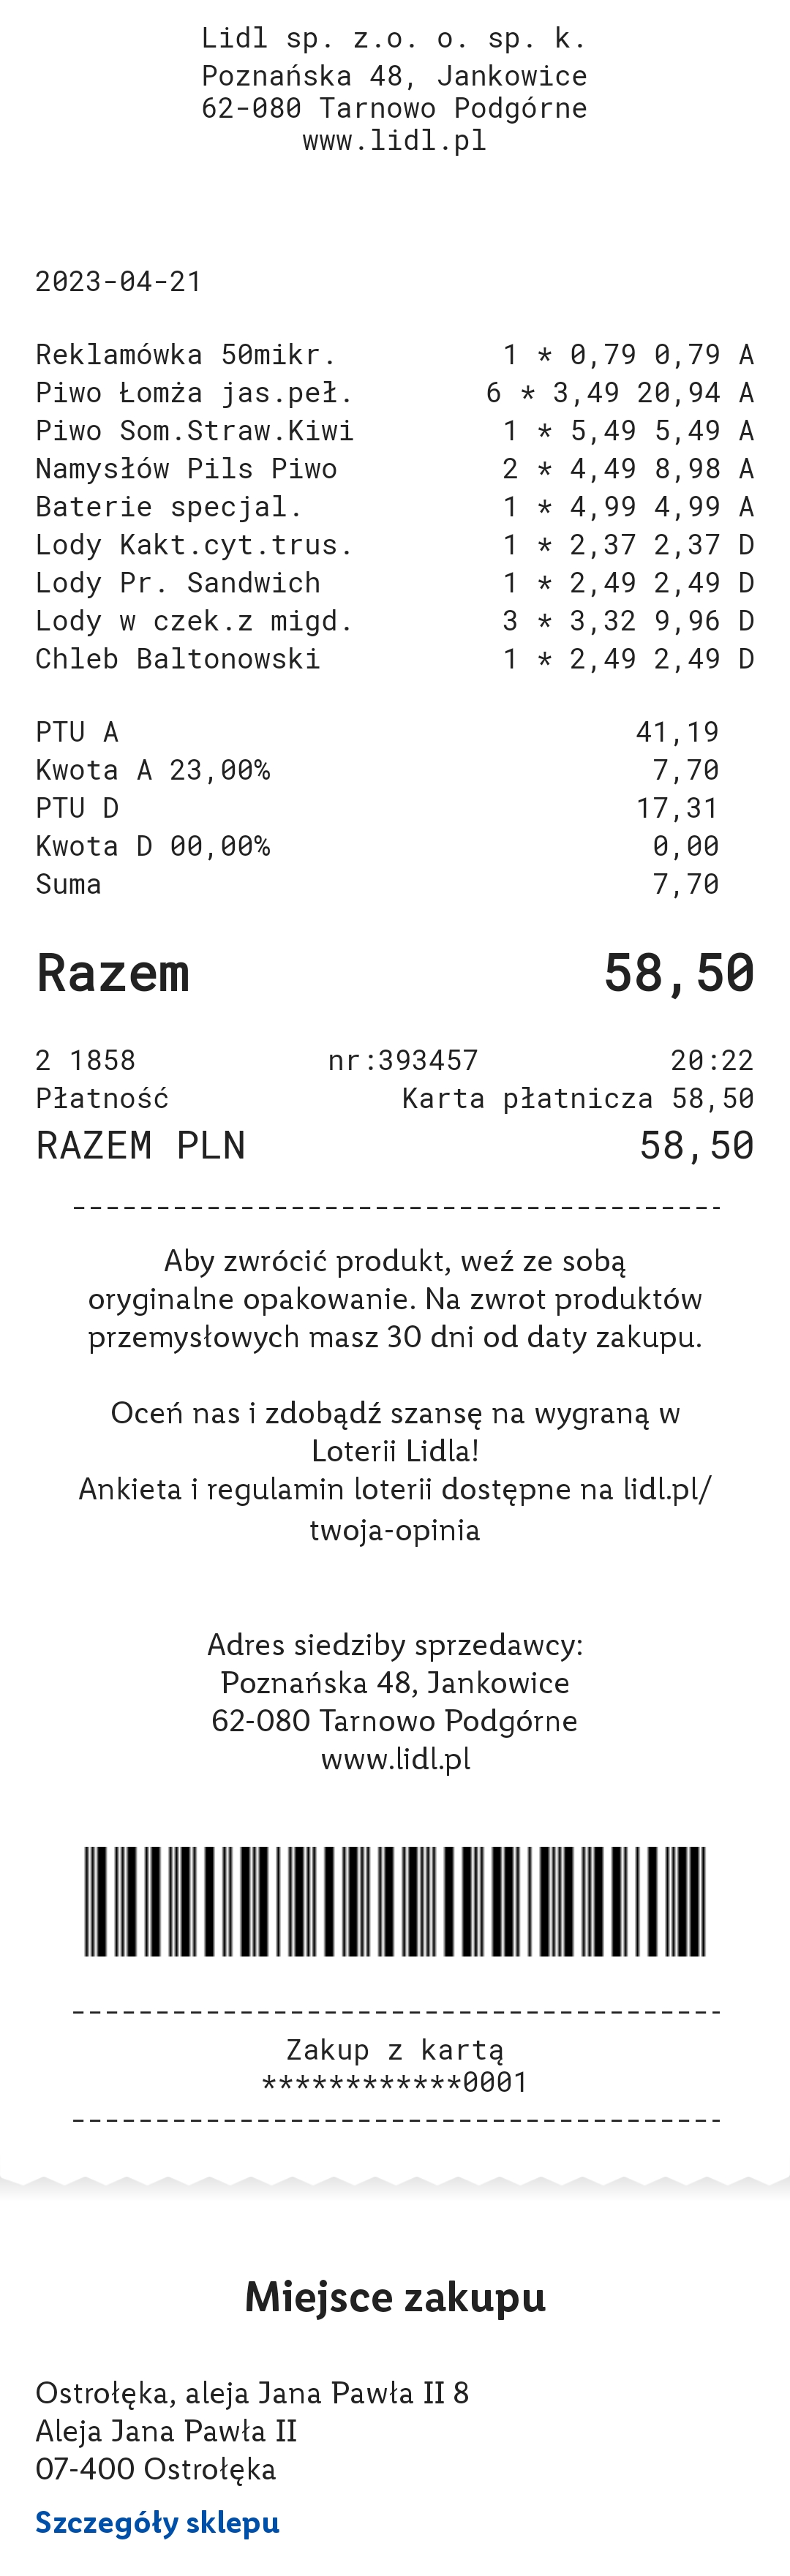 Lidl sp. z.o. o. sp. k.
Poznańska 48, Jankowice
62-080 Tarnowo Podgórne
www.lidl.pl
2023-04-21
Reklamówka 50mikr. 1 * 0,79 0,79 A
Piwo Łomża jas.peł. 6 * 3,49 20,94 A
Piwo Som.Straw.Kiwi 1 * 5,49 5,49 A
Namysłów Pils Piwo 2 * 4,49 8,98 A
Baterie specjal. 1 * 4,99 4,99 A
Lody Kakt.cyt.trus. 1 * 2,37 2,37 D
Lody Pr. Sandwich 1 * 2,49 2,49 D
Lody w czek.z migd. 3 * 3,32 9,96 D
Chleb Baltonowski 1 * 2,49 2,49 D
PTU A 41,19
Kwota A 23,00% 7,70
PTU D 17,31
Kwota D 00,00% 0,00
Suma 7,70
Razem 58,50
2 1858 nr:393457 20:22
Płatność Karta płatnicza 58,50
RAZEM PLN 58,50
---------------------------------------
Aby zwrócić produkt, weź ze sobą
oryginalne opakowanie. Na zwrot produktów
przemysłowych masz 30 dni od daty zakupu.
Oceń nas i zdobądź szansę na wygraną w
Loterii Lidla!
Ankieta i regulamin loterii dostępne na lidl.pl/
twoja-opinia
Adres siedziby sprzedawcy:
Poznańska 48, Jankowice
62-080 Tarnowo Podgórne
www.lidl.pl
---------------------------------------
Zakup z kartą
************0001
---------------------------------------
Miejsce zakupu
Ostrołęka, aleja Jana Pawła II 8
Aleja Jana Pawła II
07-400 Ostrołęka
Szczegóły sklepu